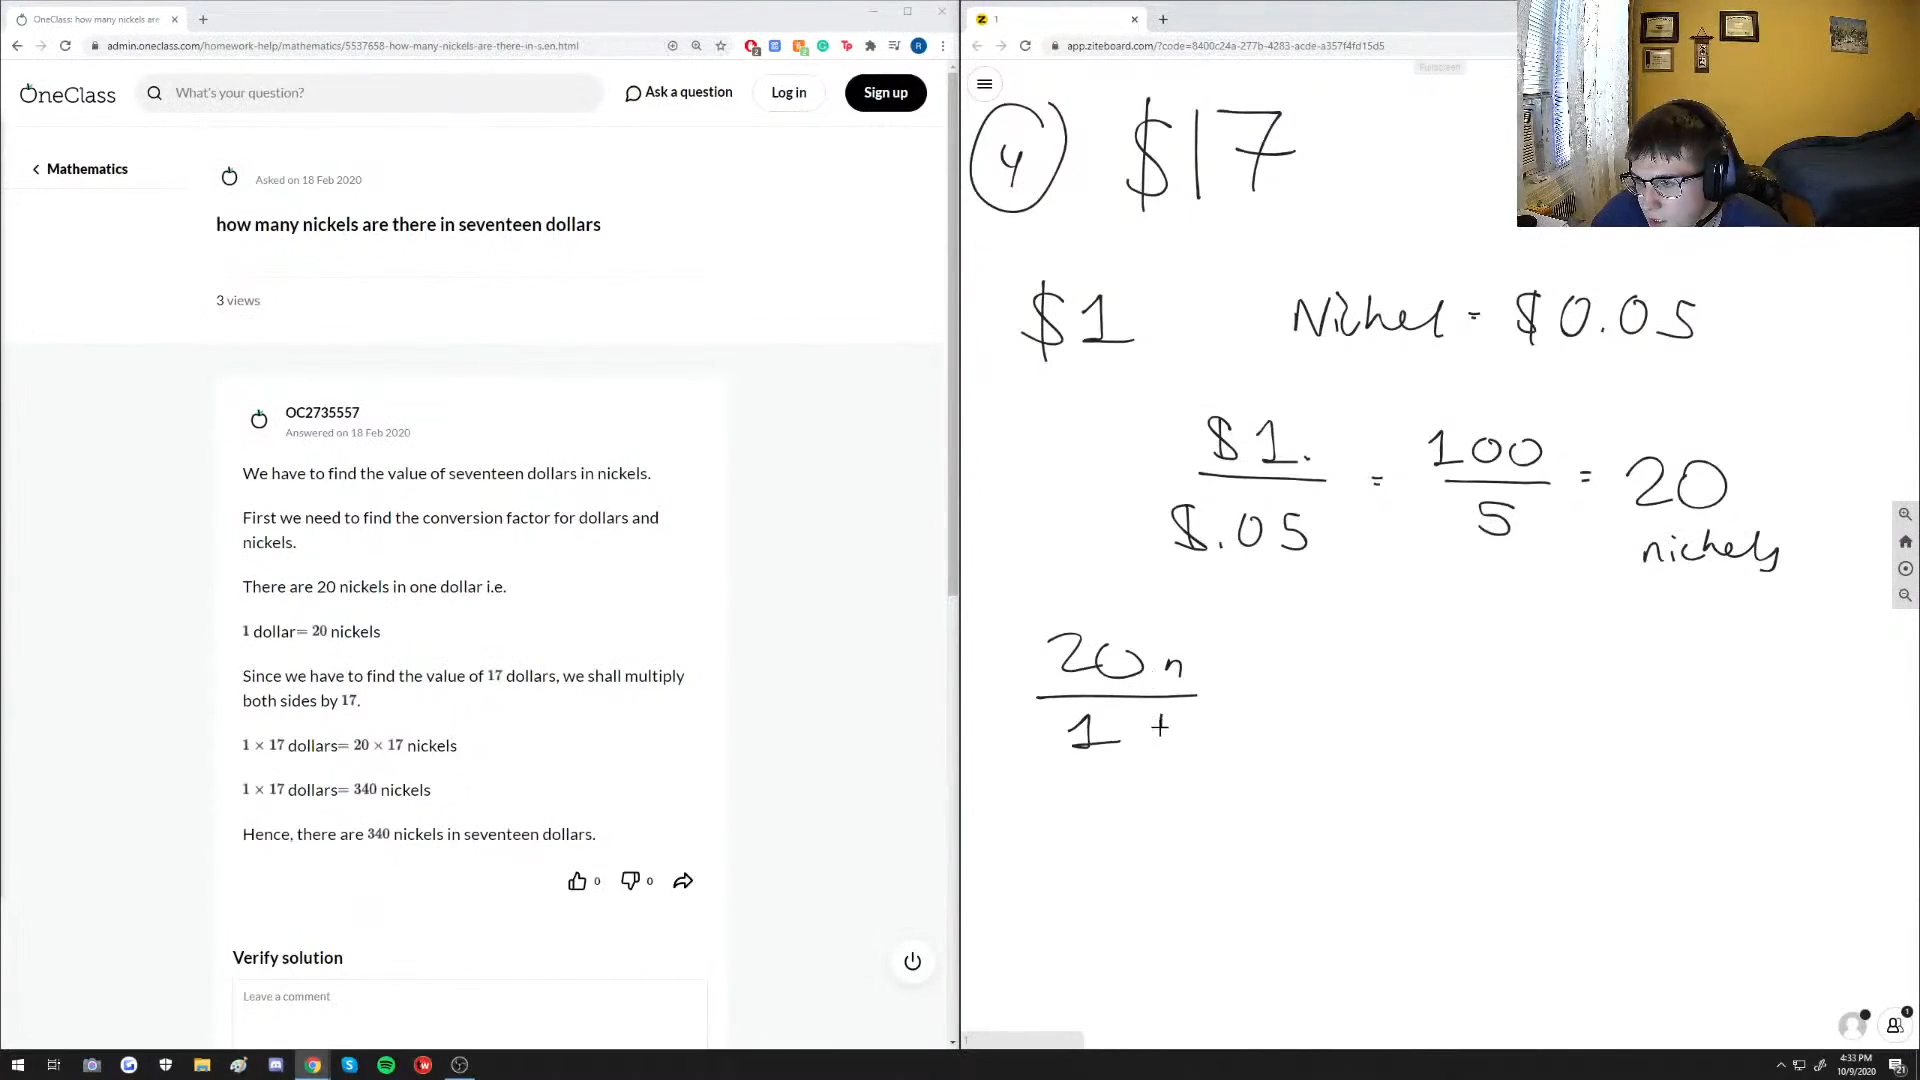 OneClass: how many nickels are
admin.oneclass.com/homework-help/mathematics/5537658-how-many-nickels-are-there-in-s.en.html
OneClass
What's your question?
Ask a question
Log in
Sign up
Mathematics
Asked on 18 Feb 2020
how many nickels are there in seventeen dollars
3 views
OC2735557
Answered on 18 Feb 2020
We have to find the value of seventeen dollars in nickels.
First we need to find the conversion factor for dollars and
nickels.
There are 20 nickels in one dollar i.e.
1 dollar= 20 nickels
Since we have to find the value of 17 dollars, we shall multiply
both sides by 17.
1 × 17 dollars= 20 × 17 nickels
1 × 17 dollars= 340 nickels
Hence, there are 340 nickels in seventeen dollars.
0 0
Verify solution
Leave a comment
1
app.ziteboard.com/?code=8400c24a-277b-4283-acde-a357f4fd15d5
Fullscreen
4 $17
$1 Nickel = $0.05
$1. = 100 = 20
$.05 5 nickels
20 n
1 +
1
4:33 PM
10/9/2020
21